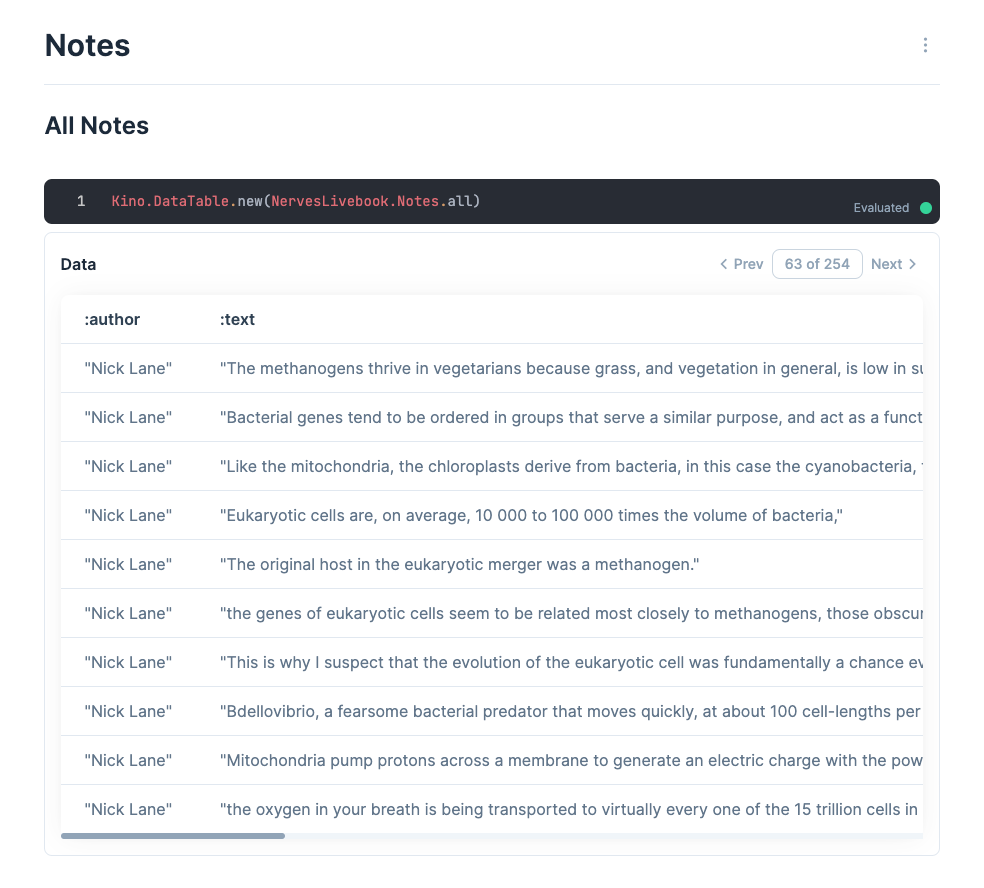 Notes
All Notes
1 Kino.DataTable.new(NervesLivebook.Notes.all)
Evaluated
Data
Prev 63 of 254 Next
:author :text
"Nick Lane" "The methanogens thrive in vegetarians because grass, and vegetation in general, is low in
"Nick Lane" "Bacterial genes tend to be ordered in groups that serve a similar purpose, and act as a funct
"Nick Lane" "Like the mitochondria, the chloroplasts derive from bacteria, in this case the cyanobacteria,
"Nick Lane" "Eukaryotic cells are, on average, 10 000 to 100 000 times the volume of bacteria,"
"Nick Lane" "The original host in the eukaryotic merger was a methanogen."
"Nick Lane" "the genes of eukaryotic cells seem to be related most closely to methanogens, those obscur
"Nick Lane" "This is why I suspect that the evolution of the eukaryotic cell was fundamentally a chance ev
"Nick Lane" "Bdellovibrio, a fearsome bacterial predator that moves quickly, at about 100 cell-lengths per
"Nick Lane" "Mitochondria pump protons across a membrane to generate an electric charge with the pow
"Nick Lane" "the oxygen in your breath is being transported to virtually every one of the 15 trillion cells in